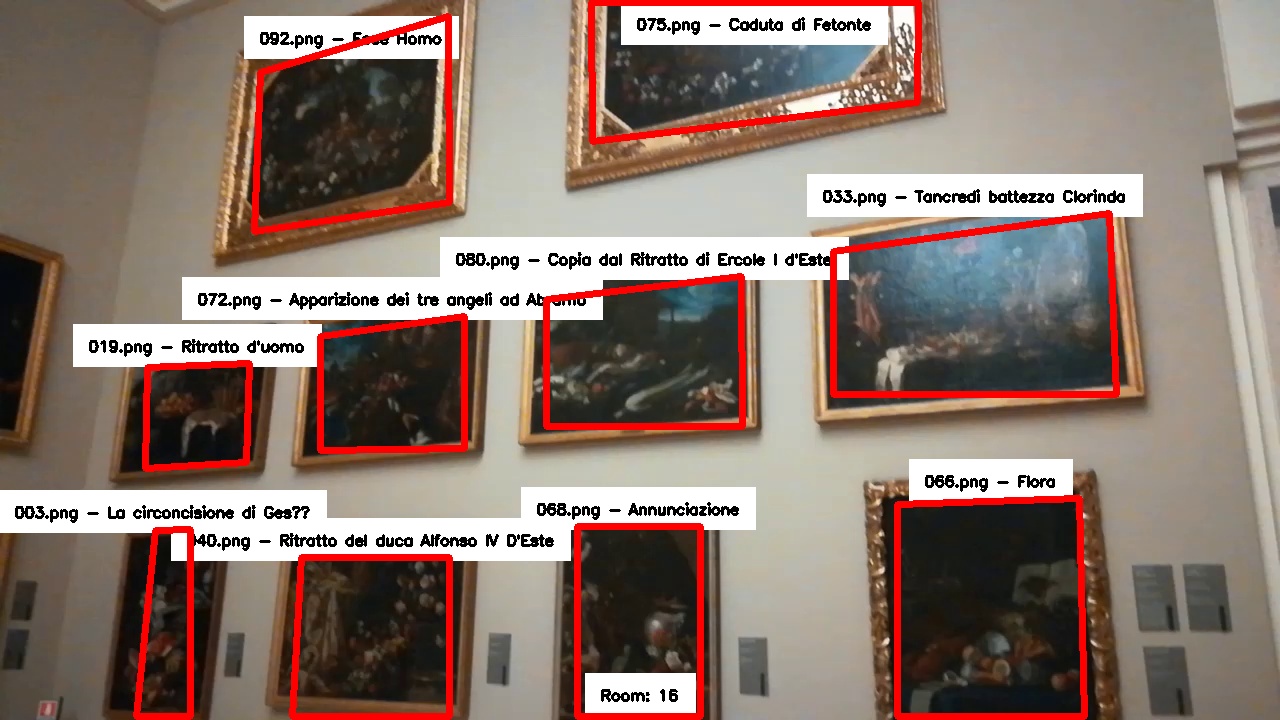 092.png - Ecce Homo
075.png - Caduta di Fetonte
033.png - Tancredi battezza Clorinda
080.png - Copia dal Ritratto di Ercole I d'Este
072.png - Apparizione dei tre angeli ad Abramo
019.png - Ritratto d'uomo
066.png - Flora
068.png - Annunciazione
003.png - La circoncisione di Ges??
040.png - Ritratto del duca Alfonso IV D'Este
Room: 16